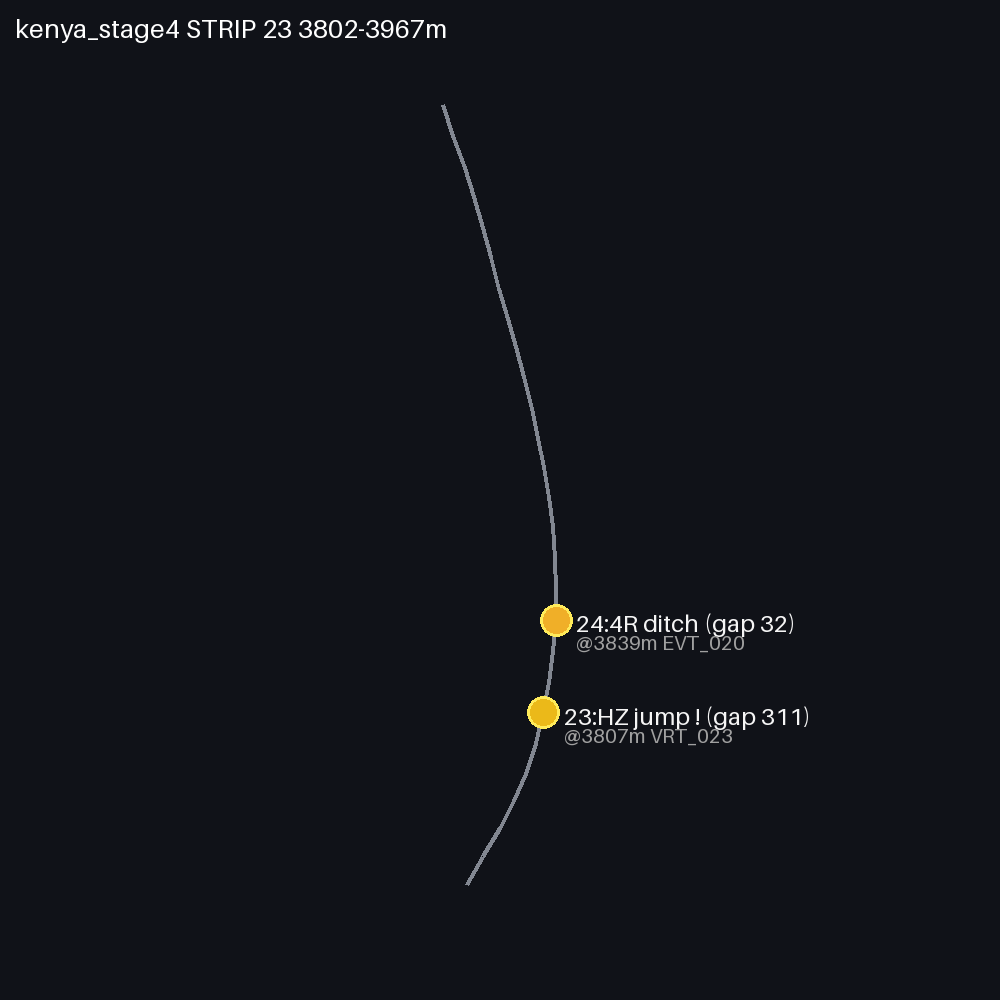 kenya_stage4 STRIP 23 3802-3967m
24:4R ditch (gap 32)
@3839m EVT_020
23:HZ jump ! (gap 311)
@3807m VRT_023